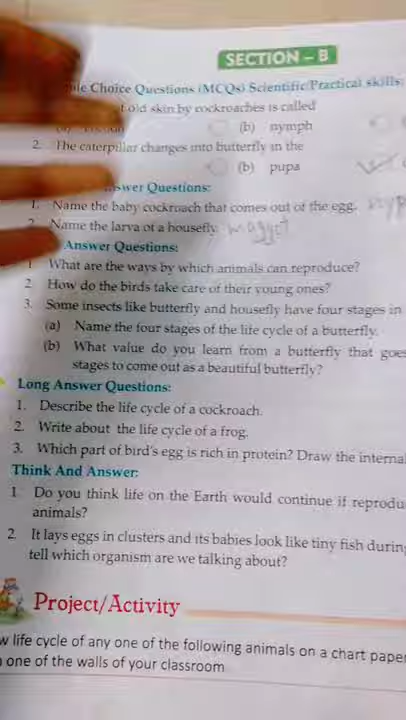 SECTION - B
Choice Questions (MCQs) Scientific/Practical skills:
old skin by cockroaches is called
(b) nymph
2. The caterpillar changes into butterfly in the
(b) pupa
Answer Questions:
1. Name the baby cockroach that comes out of the egg.
2. Name the larva of a housefly. maggot
Answer Questions:
1 What are the ways by which animals can reproduce?
2 How do the birds take care of their young ones?
3. Some insects like butterfly and housefly have four stages in
(a) Name the four stages of the life cycle of a butterfly.
(b) What value do you learn from a butterfly that goes
stages to come out as a beautiful butterfly?
Long Answer Questions:
1. Describe the life cycle of a cockroach.
2. Write about the life cycle of a frog.
3. Which part of bird's egg is rich in protein? Draw the interna
Think And Answer:
1 Do you think life on the Earth would continue if reprodu
animals?
2. It lays eggs in clusters and its babies look like tiny fish during
tell which organism are we talking about?
Project/Activity
w life cycle of any one of the following animals on a chart paper
one of the walls of your classroom